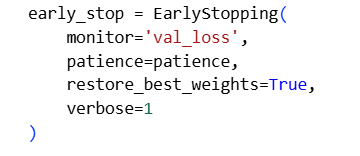 early_stop = EarlyStopping(
    monitor='val_loss',
    patience=patience,
    restore_best_weights=True,
    verbose=1
)